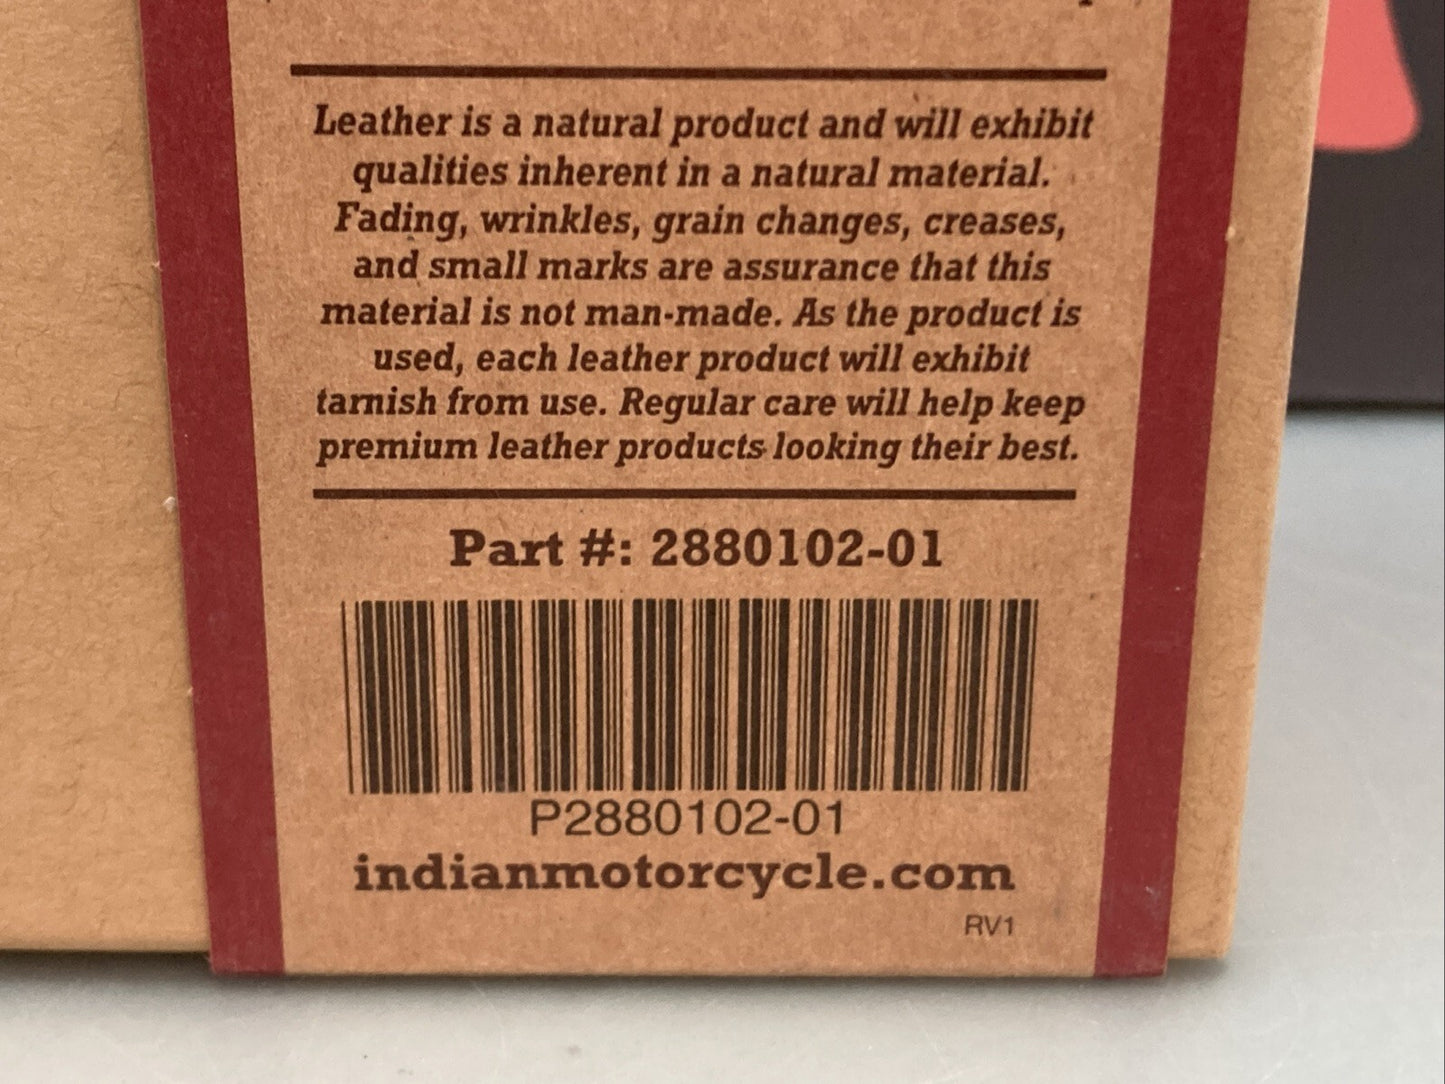 Leather is a natural product and will exhibit
qualities inherent in a natural material.
Fading, wrinkles, grain changes, creases,
and small marks are assurance that this
material is not man-made. As the product is
used, each leather product will exhibit
tarnish from use. Regular care will help keep
premium leather products looking their best.
Part #: 2880102-01
P2880102-01
indianmotorcycle.com
RV1